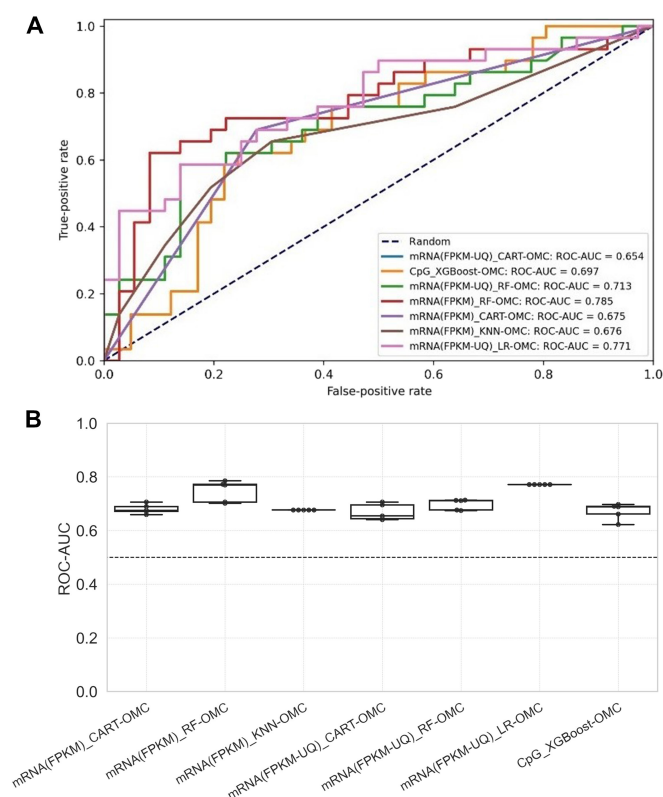 A
1.0
0.8
0.6
0.4
0.2
0.0
True-positive rate
0.0 0.2 0.4 0.6 0.8 1.0
False-positive rate
Random
mRNA(FPKM-UQ)_CART-OMC: ROC-AUC = 0.654
CpG_XGBoost-OMC: ROC-AUC = 0.697
mRNA(FPKM-UQ)_RF-OMC: ROC-AUC = 0.713
mRNA(FPKM)_RF-OMC: ROC-AUC = 0.785
mRNA(FPKM)_CART-OMC: ROC-AUC = 0.675
mRNA(FPKM)_KNN-OMC: ROC-AUC = 0.676
mRNA(FPKM-UQ)_LR-OMC: ROC-AUC = 0.771
B
1.0
0.8
0.6
0.4
0.2
0.0
ROC-AUC
mRNA(FPKM)_CART-OMC
mRNA(FPKM)_RF-OMC
mRNA(FPKM)_KNN-OMC
mRNA(FPKM-UQ)_CART-OMC
mRNA(FPKM-UQ)_RF-OMC
mRNA(FPKM-UQ)_LR-OMC
CpG_XGBoost-OMC